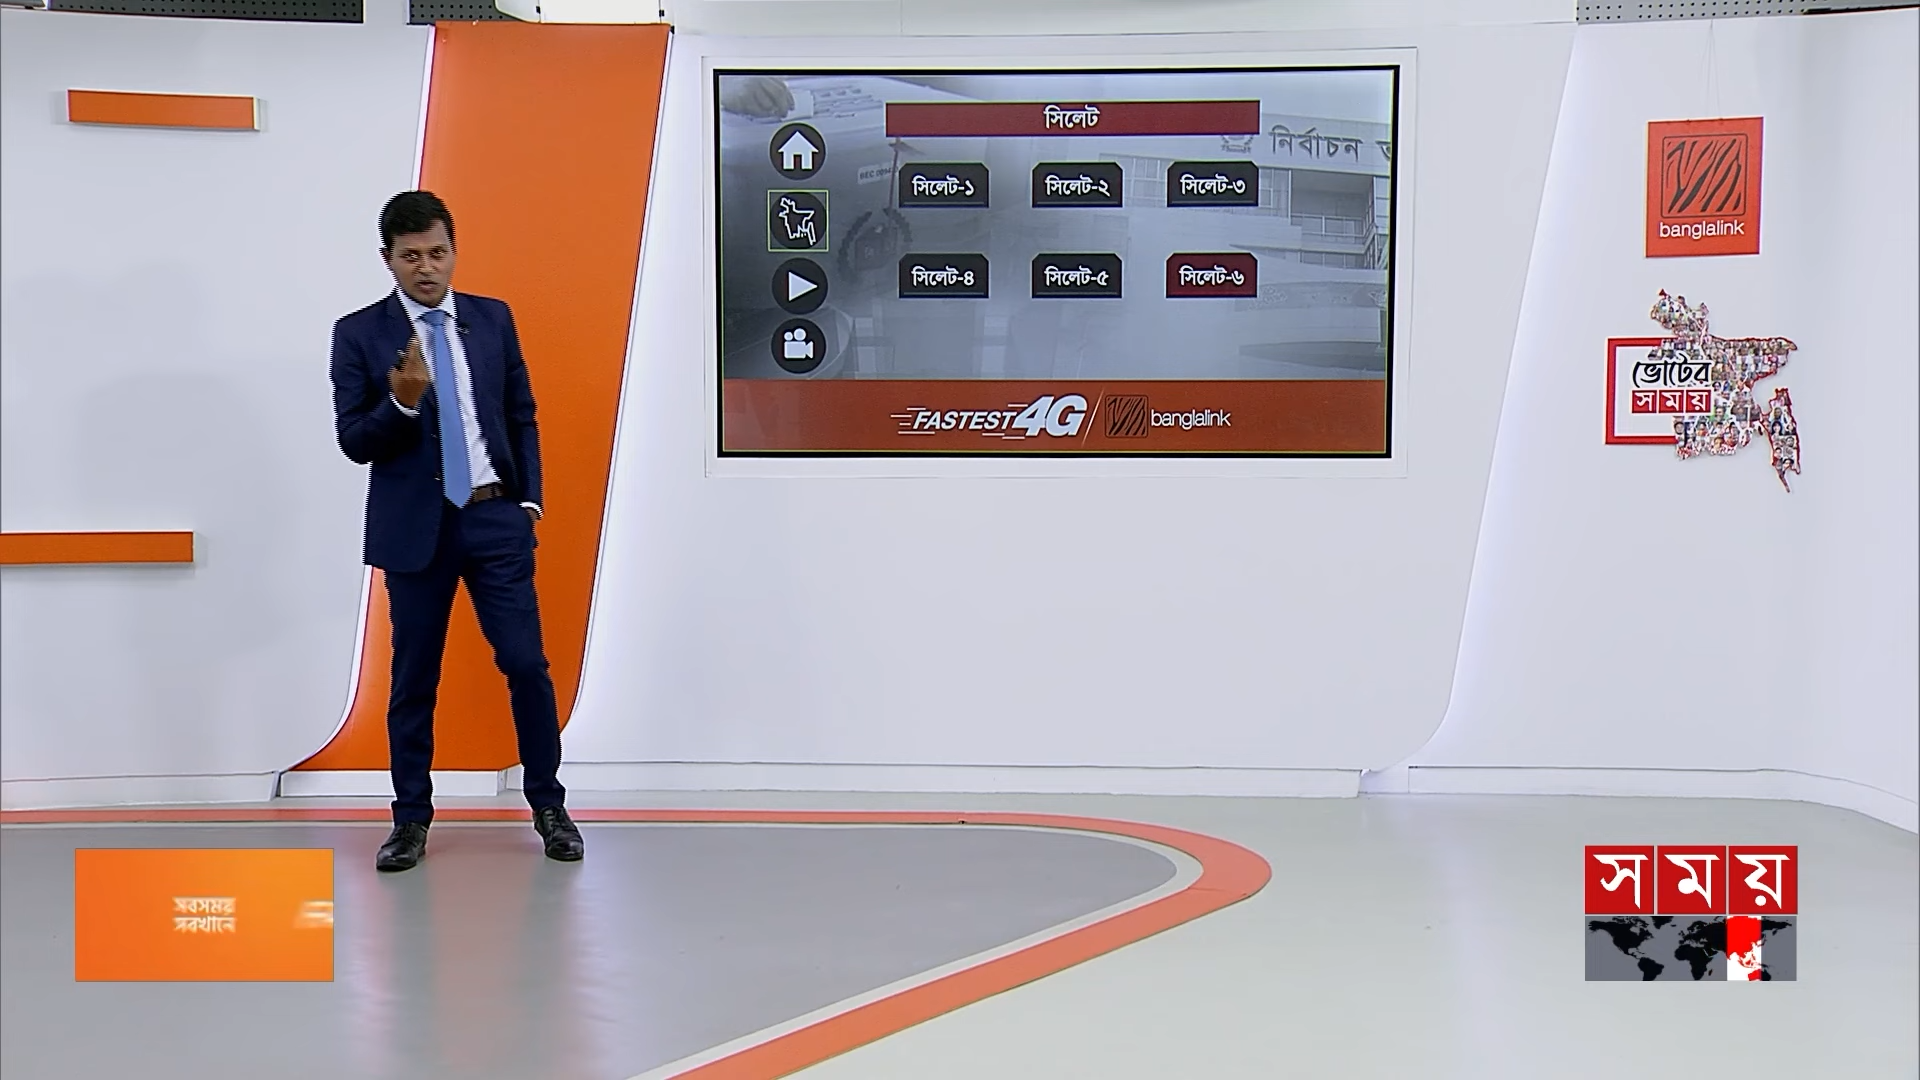 সিলেট
নির্বাচন
সিলেট-১
সিলেট-২
সিলেট-৩
সিলেট-৪
সিলেট-৫
সিলেট-৬
FASTEST 4G
banglalink
banglalink
ভোটের
সময়
সবসময়
সবখানে
সময়